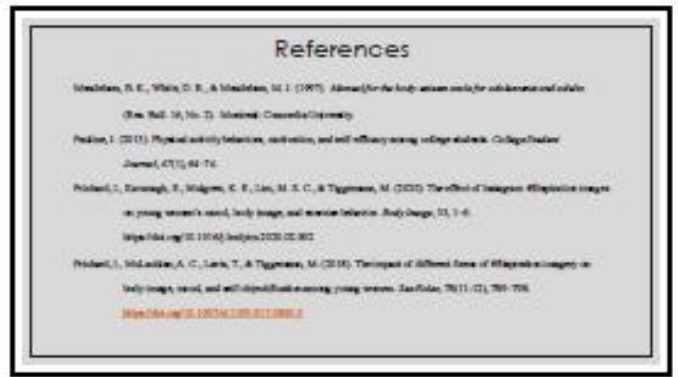 References
Mendelson, B. K., White, D. R., & Mendelson, M. J. (1997). Manual for the body esteem scale for adolescents and adults
(Res. Bull. 16, No. 2). Montreal: Concordia University.
J. (2013). Physical activity behaviors, motivation, and self-efficacy among college students. College Student
Journal, 47(1), 64-74.
Prichard, I., Kavanagh, E., Mulgrew, K. E., Lim, M. S. C., & Tiggemann, M. (2020). The effect of Instagram #fitspiration images
on young women's mood, body image, and exercise behavior. Body Image, 33, 1-6.
Prichard, I., McLachlan, A. C., Lavis, T., & Tiggemann, M. (2018). The impact of different forms of #fitspiration imagery on
body image, mood, and self-objectification among young women. Sex Roles, 78(11-12), 789-798.